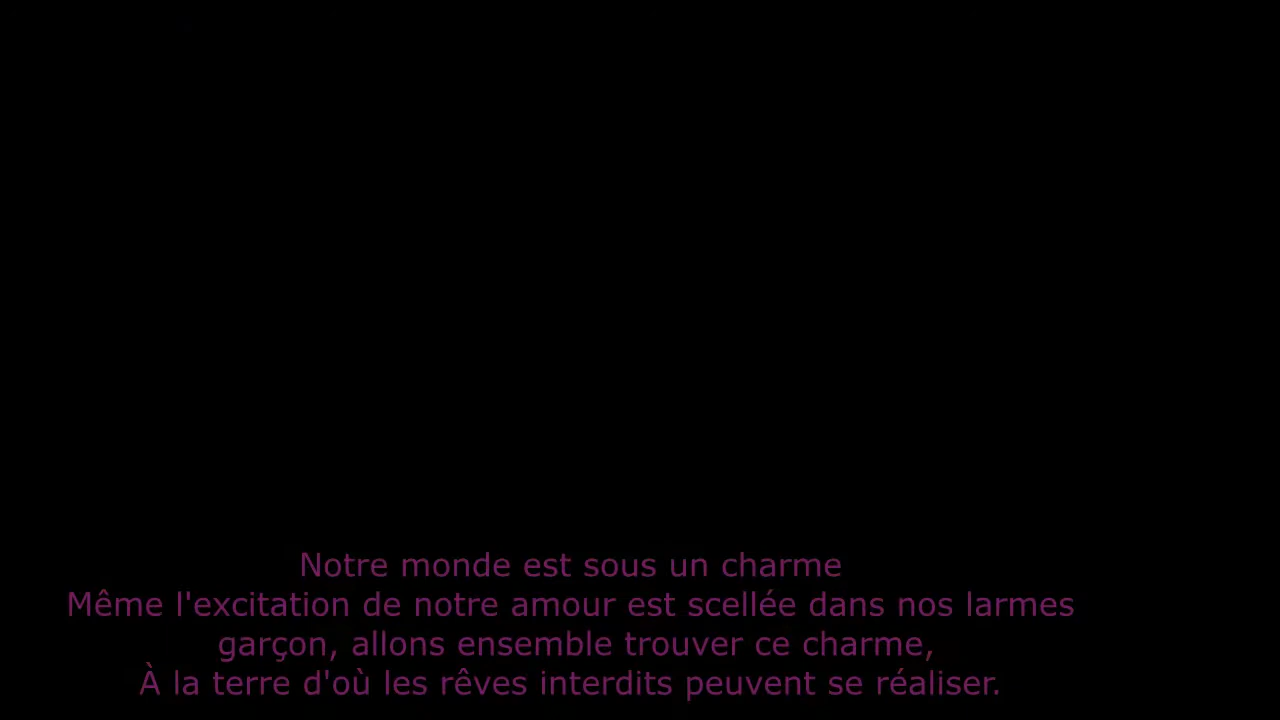 Notre monde est sous un charme
Même l'excitation de notre amour est scellée dans nos larmes
garçon, allons ensemble trouver ce charme,
À la terre d'où les rêves interdits peuvent se réaliser.